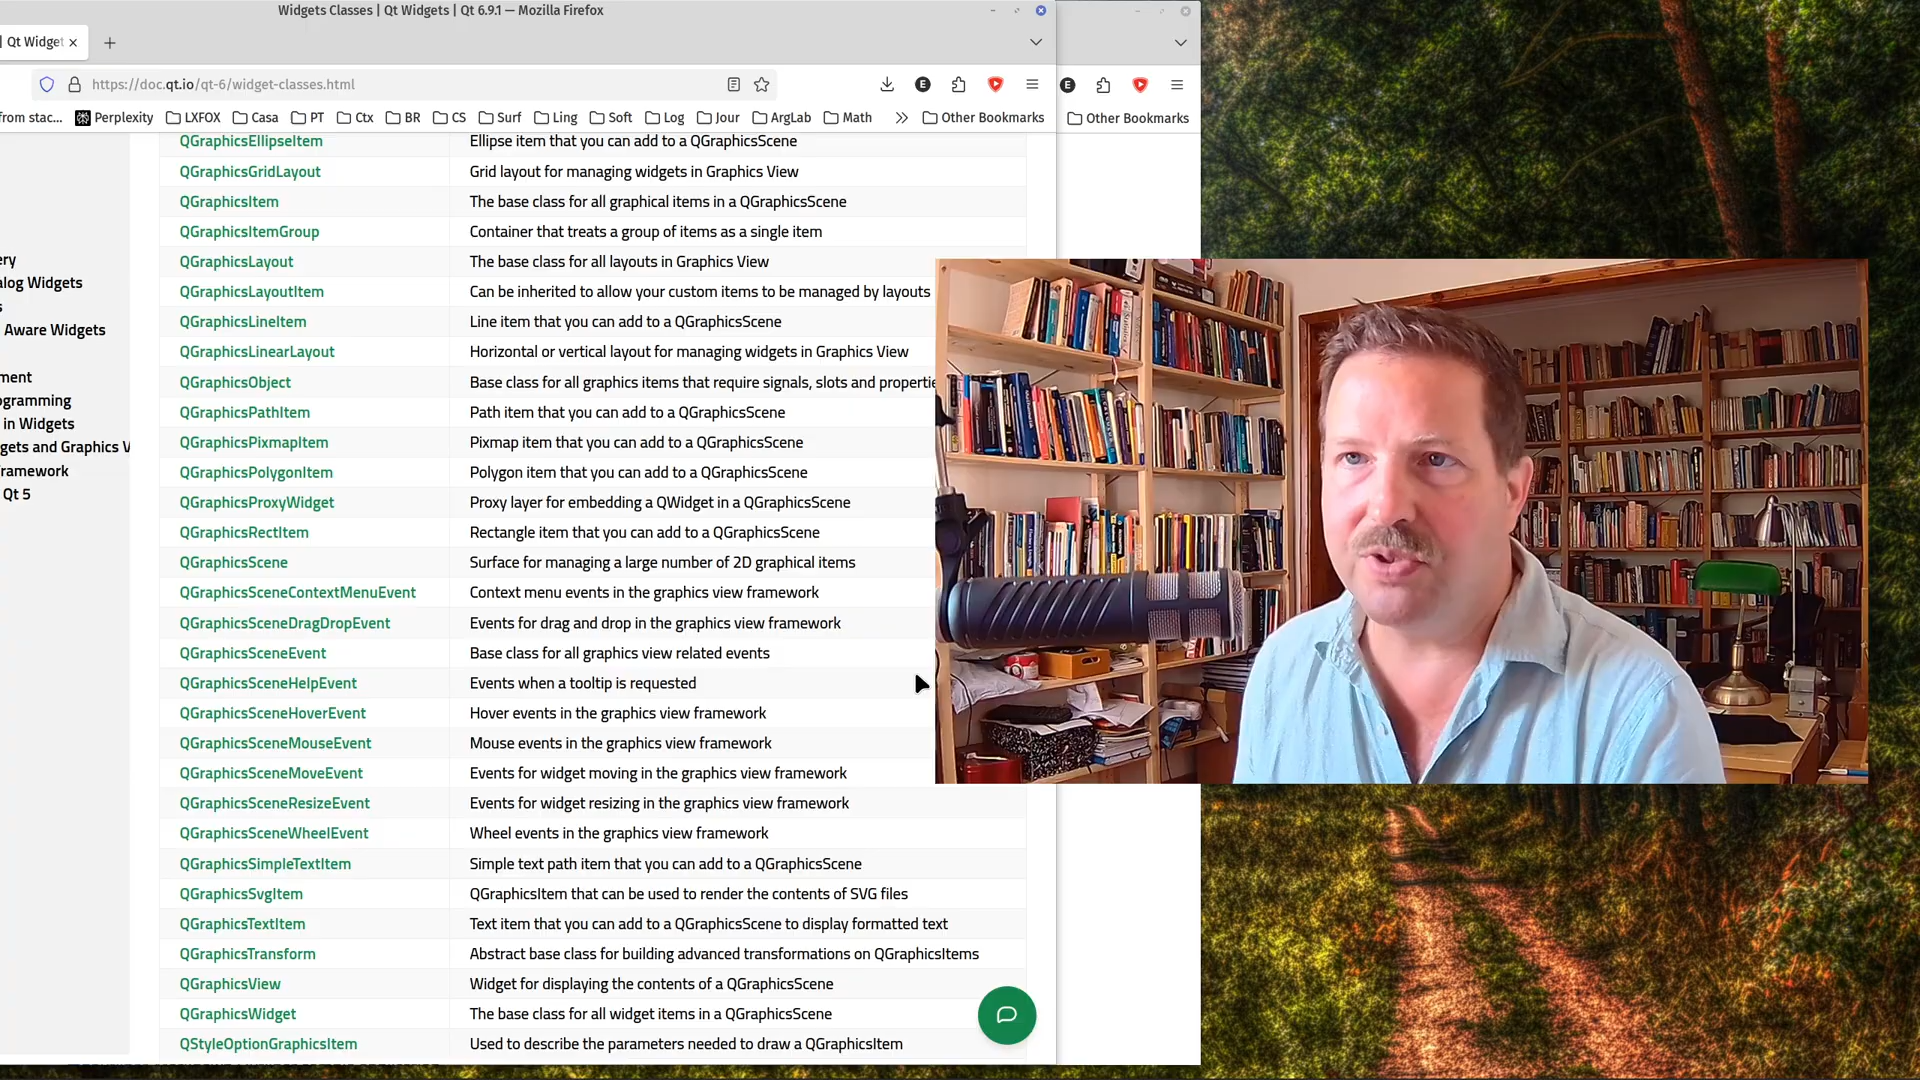 Widgets Classes | Qt Widgets | Qt 6.9.1 — Mozilla Firefox
| Qt Widget
https://doc.qt.io/qt-6/widget-classes.html
from stac... Perplexity LXFOX Casa PT Ctx BR CS Surf Ling Soft Log Jour ArgLab Math Other Bookmarks Other Bookmarks
QGraphicsEllipseItem Ellipse item that you can add to a QGraphicsScene
QGraphicsGridLayout Grid layout for managing widgets in Graphics View
QGraphicsItem The base class for all graphical items in a QGraphicsScene
QGraphicsItemGroup Container that treats a group of items as a single item
QGraphicsLayout The base class for all layouts in Graphics View
QGraphicsLayoutItem Can be inherited to allow your custom items to be managed by layouts
QGraphicsLineItem Line item that you can add to a QGraphicsScene
QGraphicsLinearLayout Horizontal or vertical layout for managing widgets in Graphics View
QGraphicsObject Base class for all graphics items that require signals, slots and propertie
QGraphicsPathItem Path item that you can add to a QGraphicsScene
QGraphicsPixmapItem Pixmap item that you can add to a QGraphicsScene
QGraphicsPolygonItem Polygon item that you can add to a QGraphicsScene
QGraphicsProxyWidget Proxy layer for embedding a QWidget in a QGraphicsScene
QGraphicsRectItem Rectangle item that you can add to a QGraphicsScene
QGraphicsScene Surface for managing a large number of 2D graphical items
QGraphicsSceneContextMenuEvent Context menu events in the graphics view framework
QGraphicsSceneDragDropEvent Events for drag and drop in the graphics view framework
QGraphicsSceneEvent Base class for all graphics view related events
QGraphicsSceneHelpEvent Events when a tooltip is requested
QGraphicsSceneHoverEvent Hover events in the graphics view framework
QGraphicsSceneMouseEvent Mouse events in the graphics view framework
QGraphicsSceneMoveEvent Events for widget moving in the graphics view framework
QGraphicsSceneResizeEvent Events for widget resizing in the graphics view framework
QGraphicsSceneWheelEvent Wheel events in the graphics view framework
QGraphicsSimpleTextItem Simple text path item that you can add to a QGraphicsScene
QGraphicsSvgItem QGraphicsItem that can be used to render the contents of SVG files
QGraphicsTextItem Text item that you can add to a QGraphicsScene to display formatted text
QGraphicsTransform Abstract base class for building advanced transformations on QGraphicsItems
QGraphicsView Widget for displaying the contents of a QGraphicsScene
QGraphicsWidget The base class for all widget items in a QGraphicsScene
QStyleOptionGraphicsItem Used to describe the parameters needed to draw a QGraphicsItem
ery
alog Widgets
s
Aware Widgets
ment
ogramming
in Widgets
gets and Graphics V
ramework
Qt 5